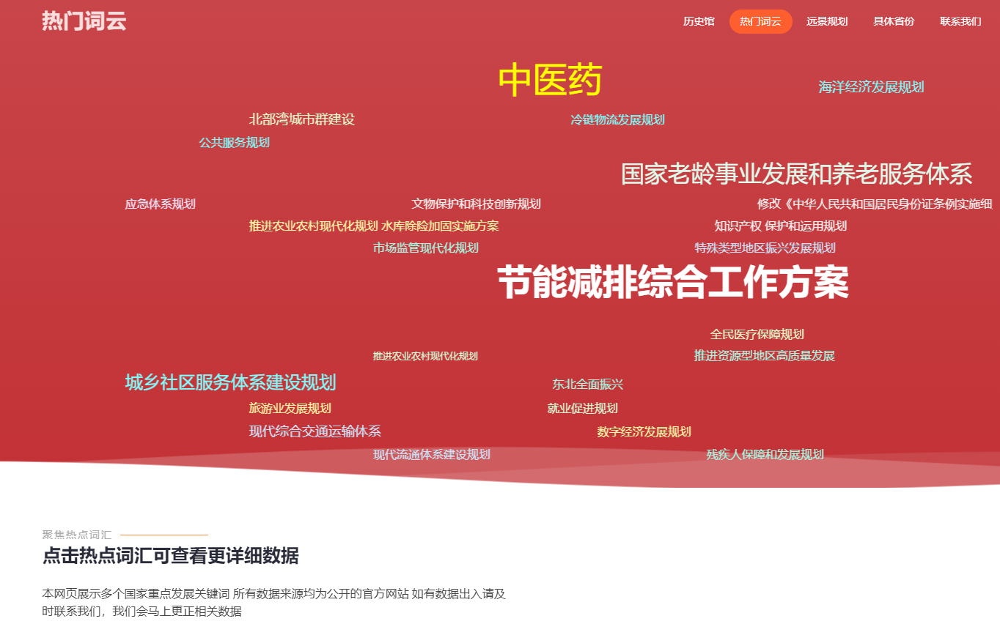 热门词云
历史馆 热门词云 远景规划 具体省份 联系我们
中医药
海洋经济发展规划
北部湾城市群建设 冷链物流发展规划
公共服务规划
国家老龄事业发展和养老服务体系
应急体系规划 文物保护和科技创新规划 修改《中华人民共和国居民身份证条例实施细
推进农业农村现代化规划 水库除险加固实施方案 知识产权 保护和运用规划
市场监管现代化规划 特殊类型地区振兴发展规划
节能减排综合工作方案
全民医疗保障规划
推进农业农村现代化规划 推进资源型地区高质量发展
城乡社区服务体系建设规划 东北全面振兴
旅游业发展规划 就业促进规划
现代综合交通运输体系 数字经济发展规划
现代流通体系建设规划 残疾人保障和发展规划
聚焦热点词汇
点击热点词汇可查看更详细数据
本网页展示多个国家重点发展关键词 所有数据来源均为公开的官方网站 如有数据出入请及
时联系我们，我们会马上更正相关数据